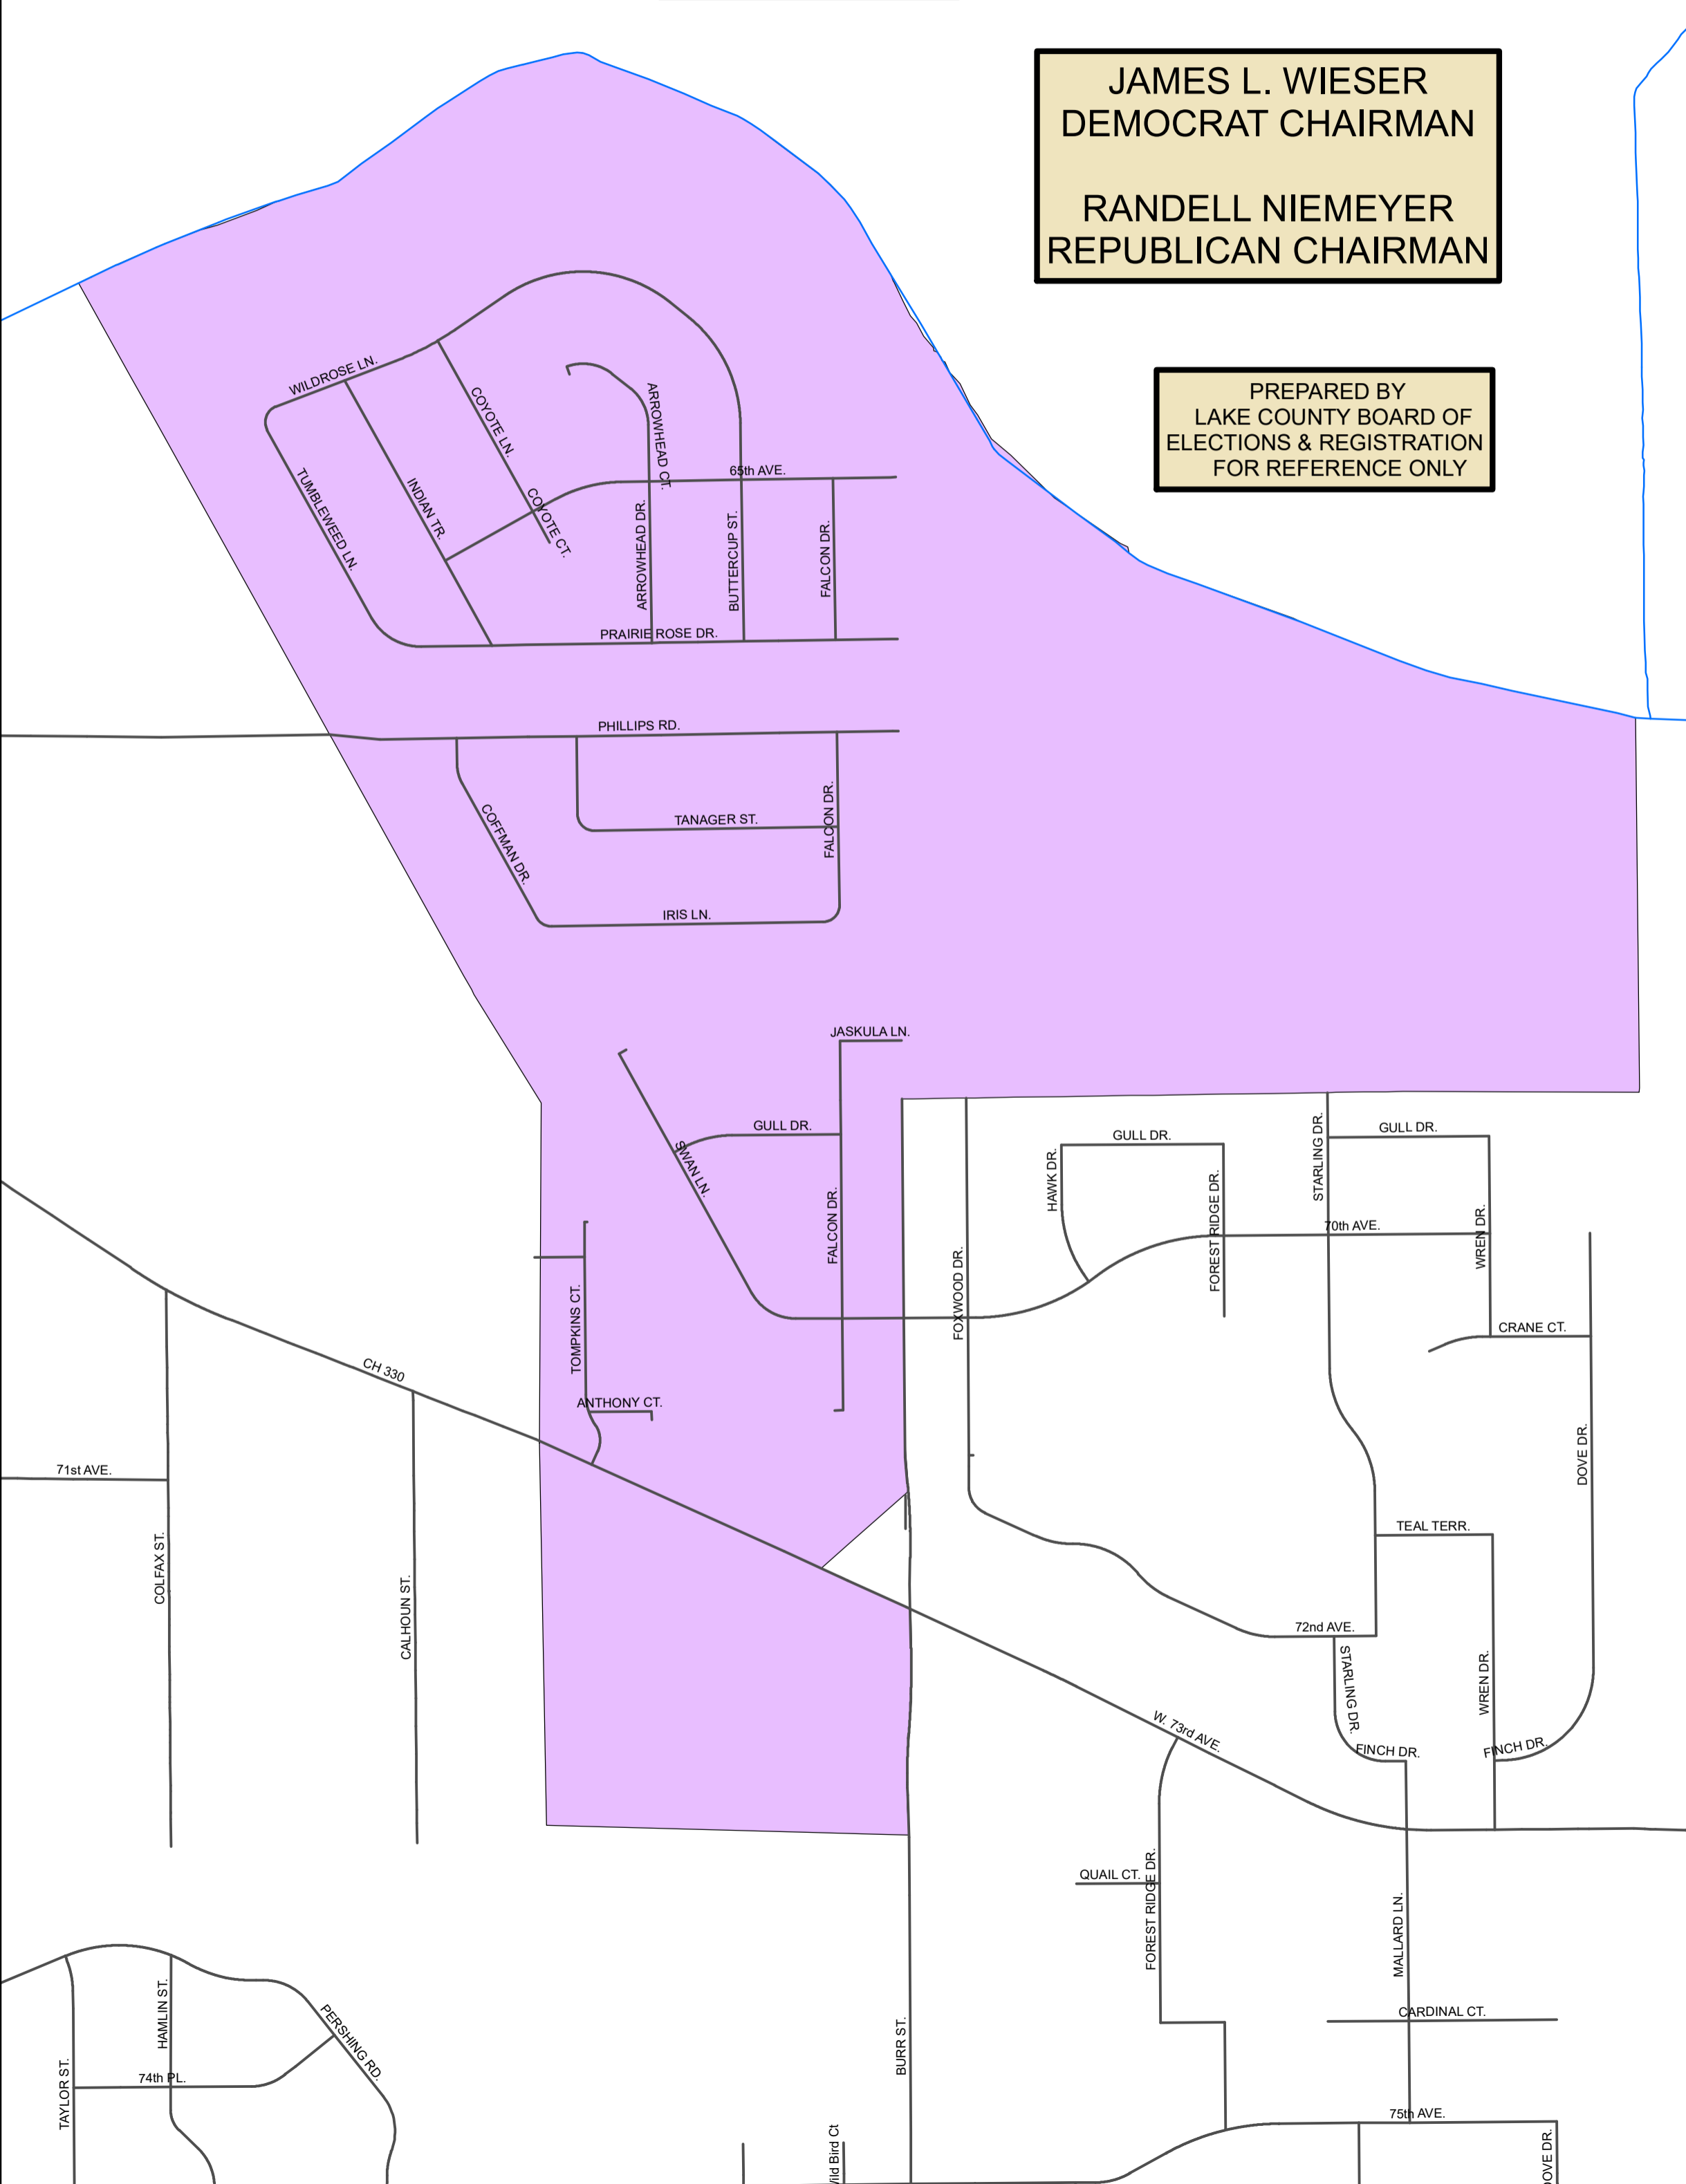 JAMES L. WIESER
DEMOCRAT CHAIRMAN
RANDELL NIEMEYER
REPUBLICAN CHAIRMAN
PREPARED BY
LAKE COUNTY BOARD OF
ELECTIONS & REGISTRATION
FOR REFERENCE ONLY
WILDROSE LN.
COYOTE LN.
ARROWHEAD CT.
65th AVE.
TUMBLEWEED LN.
INDIAN TR.
COYOTE CT.
ARROWHEAD DR.
BUTTERCUP ST.
FALCON DR.
PRAIRIE ROSE DR.
PHILLIPS RD.
COFFMAN DR.
TANAGER ST.
FALCON DR.
IRIS LN.
JASKULA LN.
GULL DR.
SWAN LN.
FALCON DR.
GULL DR.
HAWK DR.
FOREST RIDGE DR.
STARLING DR.
GULL DR.
70th AVE.
WREN DR.
FOXWOOD DR.
TOMPKINS CT.
CRANE CT.
CH 330
ANTHONY CT.
DOVE DR.
71st AVE.
COLFAX ST.
CALHOUN ST.
TEAL TERR.
72nd AVE.
STARLING DR.
WREN DR.
W. 73rd AVE.
FINCH DR.
FINCH DR.
QUAIL CT.
FOREST RIDGE DR.
MALLARD LN.
HAMLIN ST.
PERSHING RD.
CARDINAL CT.
BURR ST.
74th PL.
TAYLOR ST.
75th AVE.
Wild Bird Ct
DOVE DR.